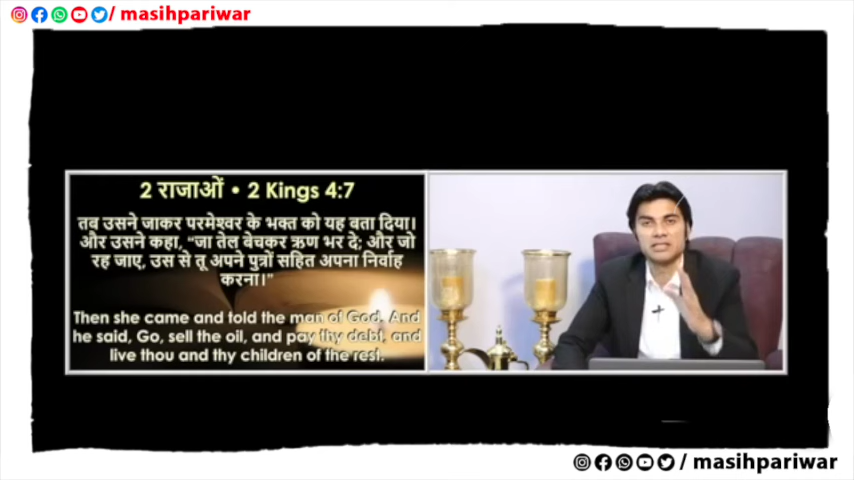 / masihpariwar
2 राजाओं • 2 Kings 4:7
तब उसने जाकर परमेश्वर के भक्त को यह बता दिया।
और उसने कहा, "जा तेल बेचकर ऋण भर दे; और जो
रह जाए, उस से तू अपने पुत्रों सहित अपना निर्वाह
करना।"
Then she came and told the man of God. And
he said, Go, sell the oil, and pay thy debt, and
live thou and thy children of the rest.
/ masihpariwar